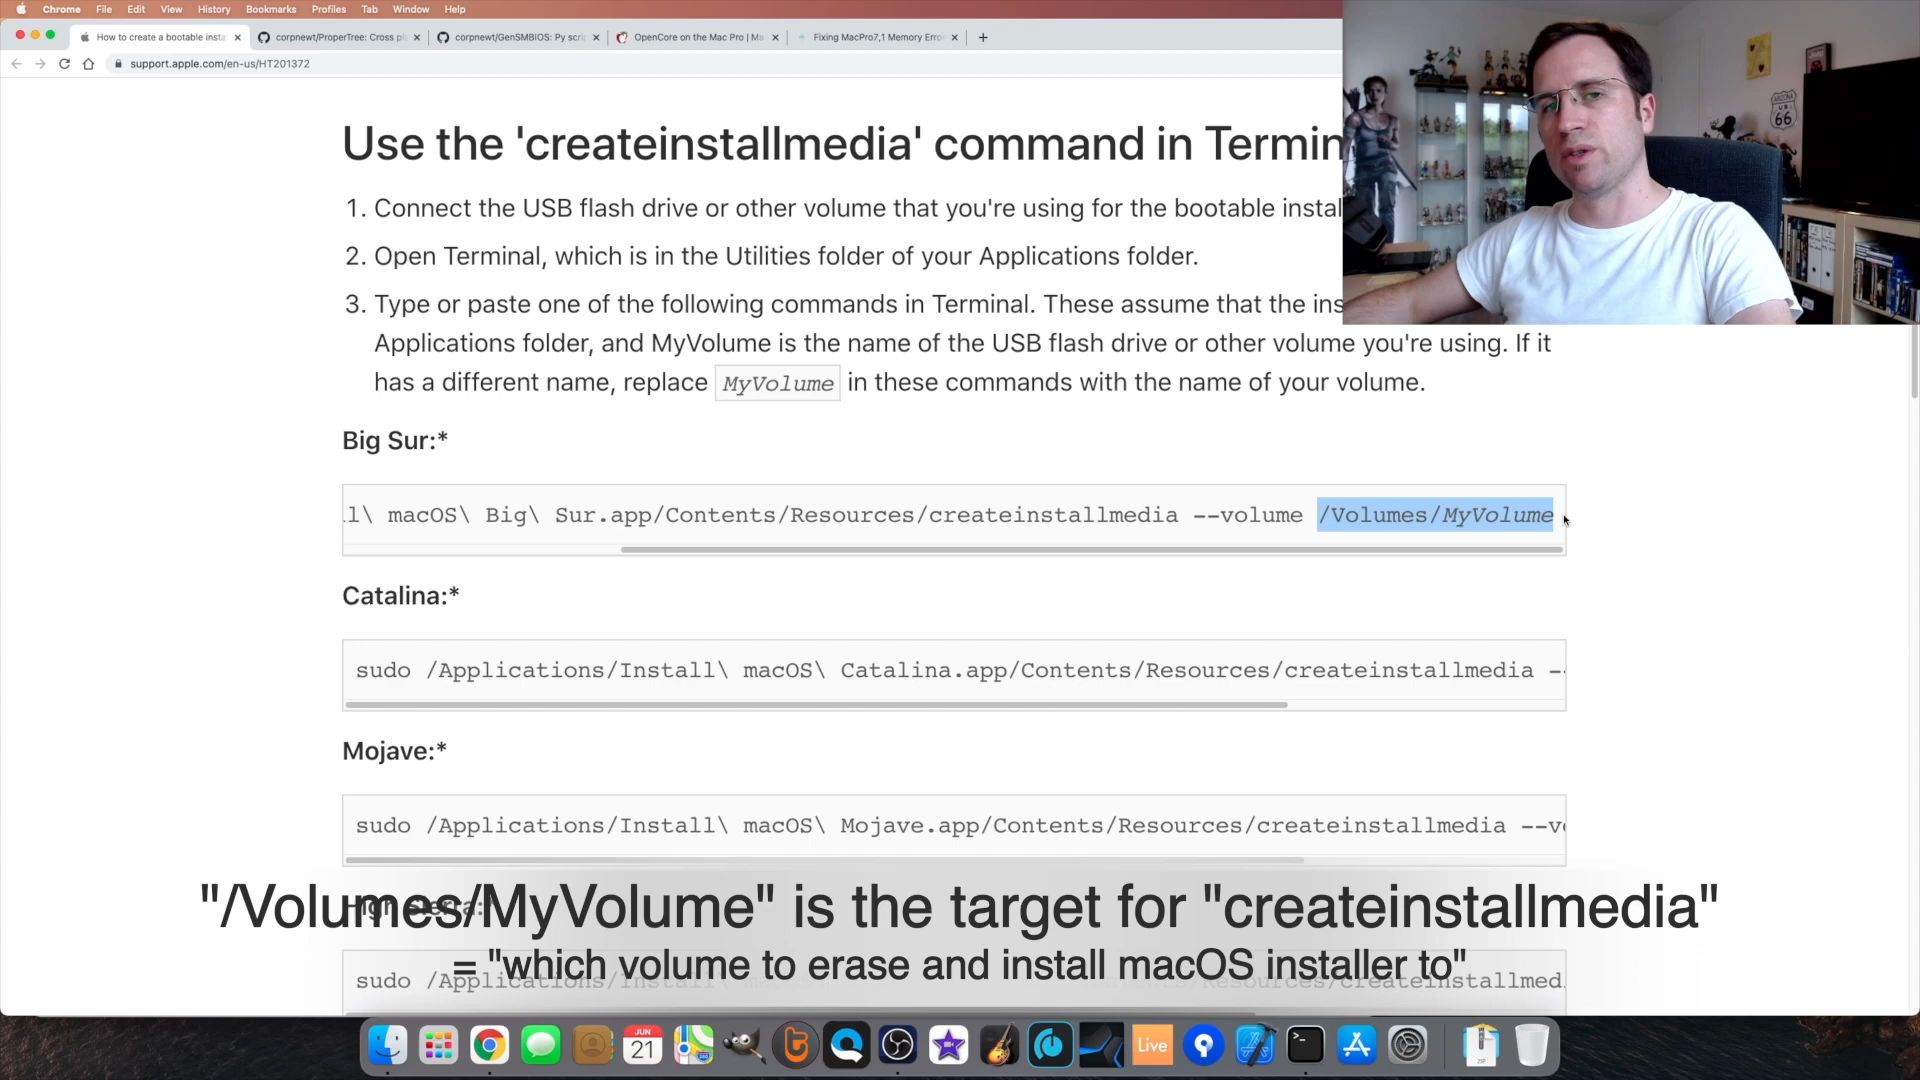 Chrome File Edit View History Bookmarks Profiles Tab Window Help
How to create a bootable insta
corpnewt/ProperTree: Cross pl
corpnewt/GenSMBIOS: Py scri
OpenCore on the Mac Pro | Ma
Fixing MacPro7,1 Memory Erro
support.apple.com/en-us/HT201372
Use the 'createinstallmedia' command in Termin
1. Connect the USB flash drive or other volume that you're using for the bootable instal
2. Open Terminal, which is in the Utilities folder of your Applications folder.
3. Type or paste one of the following commands in Terminal. These assume that the ins
Applications folder, and MyVolume is the name of the USB flash drive or other volume you're using. If it
has a different name, replace MyVolume in these commands with the name of your volume.
Big Sur:*
l\ macOS\ Big\ Sur.app/Contents/Resources/createinstallmedia --volume /Volumes/MyVolume
Catalina:*
sudo /Applications/Install\ macOS\ Catalina.app/Contents/Resources/createinstallmedia --
Mojave:*
sudo /Applications/Install\ macOS\ Mojave.app/Contents/Resources/createinstallmedia --vo
"/Volumes/MyVolume" is the target for "createinstallmedia"
= "which volume to erase and install macOS installer to"
sudo /Applications/Install\ createinstallmed
ARIZONA
US
66
JUN
21
Live
ZIP